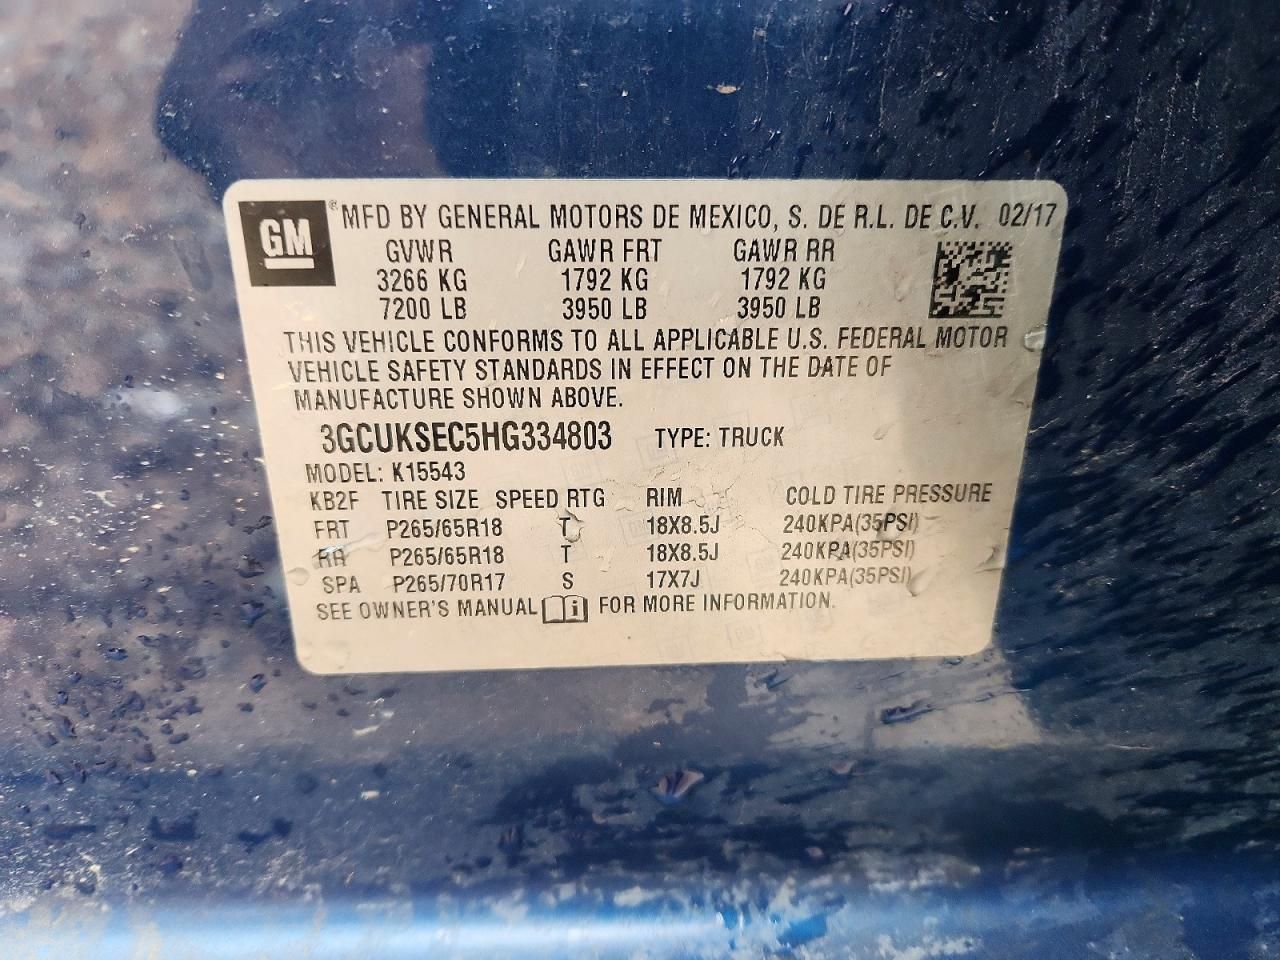 GM ® MFD BY GENERAL MOTORS DE MEXICO, S. DE R.L. DE C.V. 02/17
GVWR GAWR FRT GAWR RR
3266 KG 1792 KG 1792 KG
7200 LB 3950 LB 3950 LB
THIS VEHICLE CONFORMS TO ALL APPLICABLE U.S. FEDERAL MOTOR
VEHICLE SAFETY STANDARDS IN EFFECT ON THE DATE OF
MANUFACTURE SHOWN ABOVE.
3GCUKSEC5HG334803 TYPE: TRUCK
MODEL: K15543
KB2F TIRE SIZE SPEED RTG RIM COLD TIRE PRESSURE
FRT P265/65R18 T 18X8.5J 240KPA(35PSI)
RR P265/65R18 T 18X8.5J 240KPA(35PSI)
SPA P265/70R17 S 17X7J 240KPA(35PSI)
SEE OWNER'S MANUAL i FOR MORE INFORMATION.